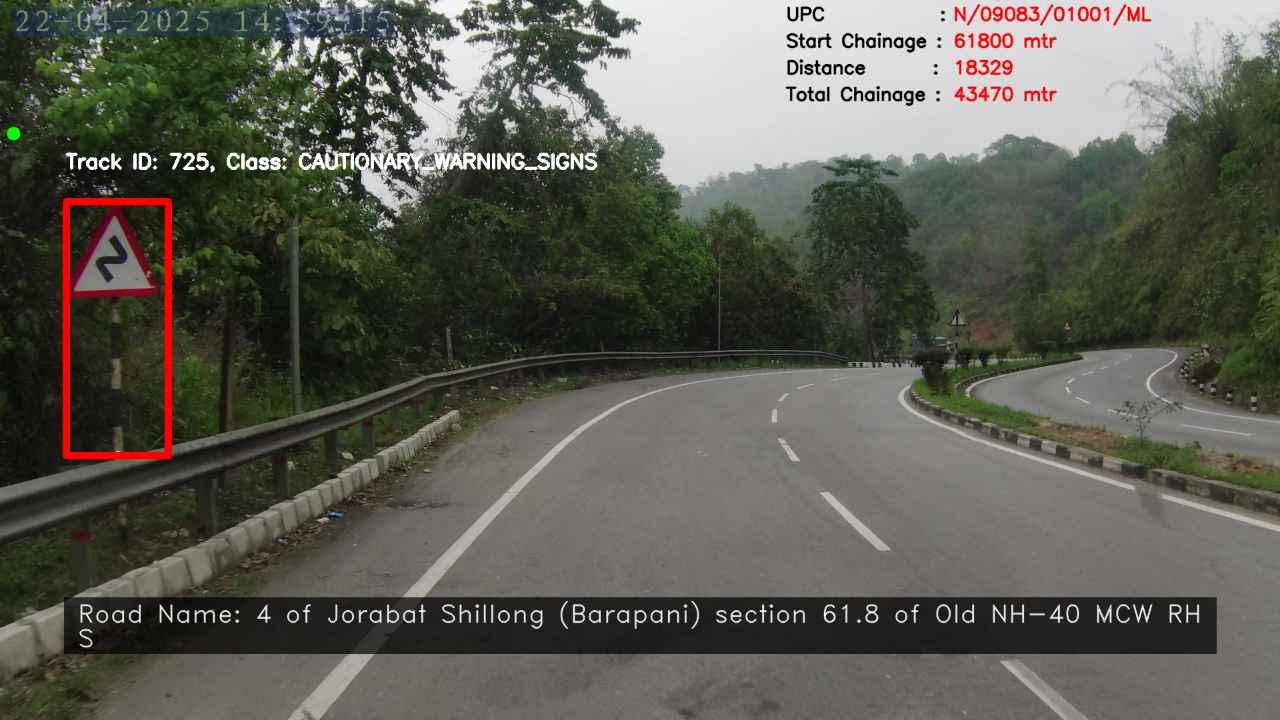 22-04-2025 14:59:15
UPC : N/09083/01001/ML
Start Chainage : 61800 mtr
Distance : 18329
Total Chainage : 43470 mtr
Track ID: 725, Class: CAUTIONARY_WARNING_SIGNS
Road Name: 4 of Jorabat Shillong (Barapani) section 61.8 of Old NH-40 MCW RH
S